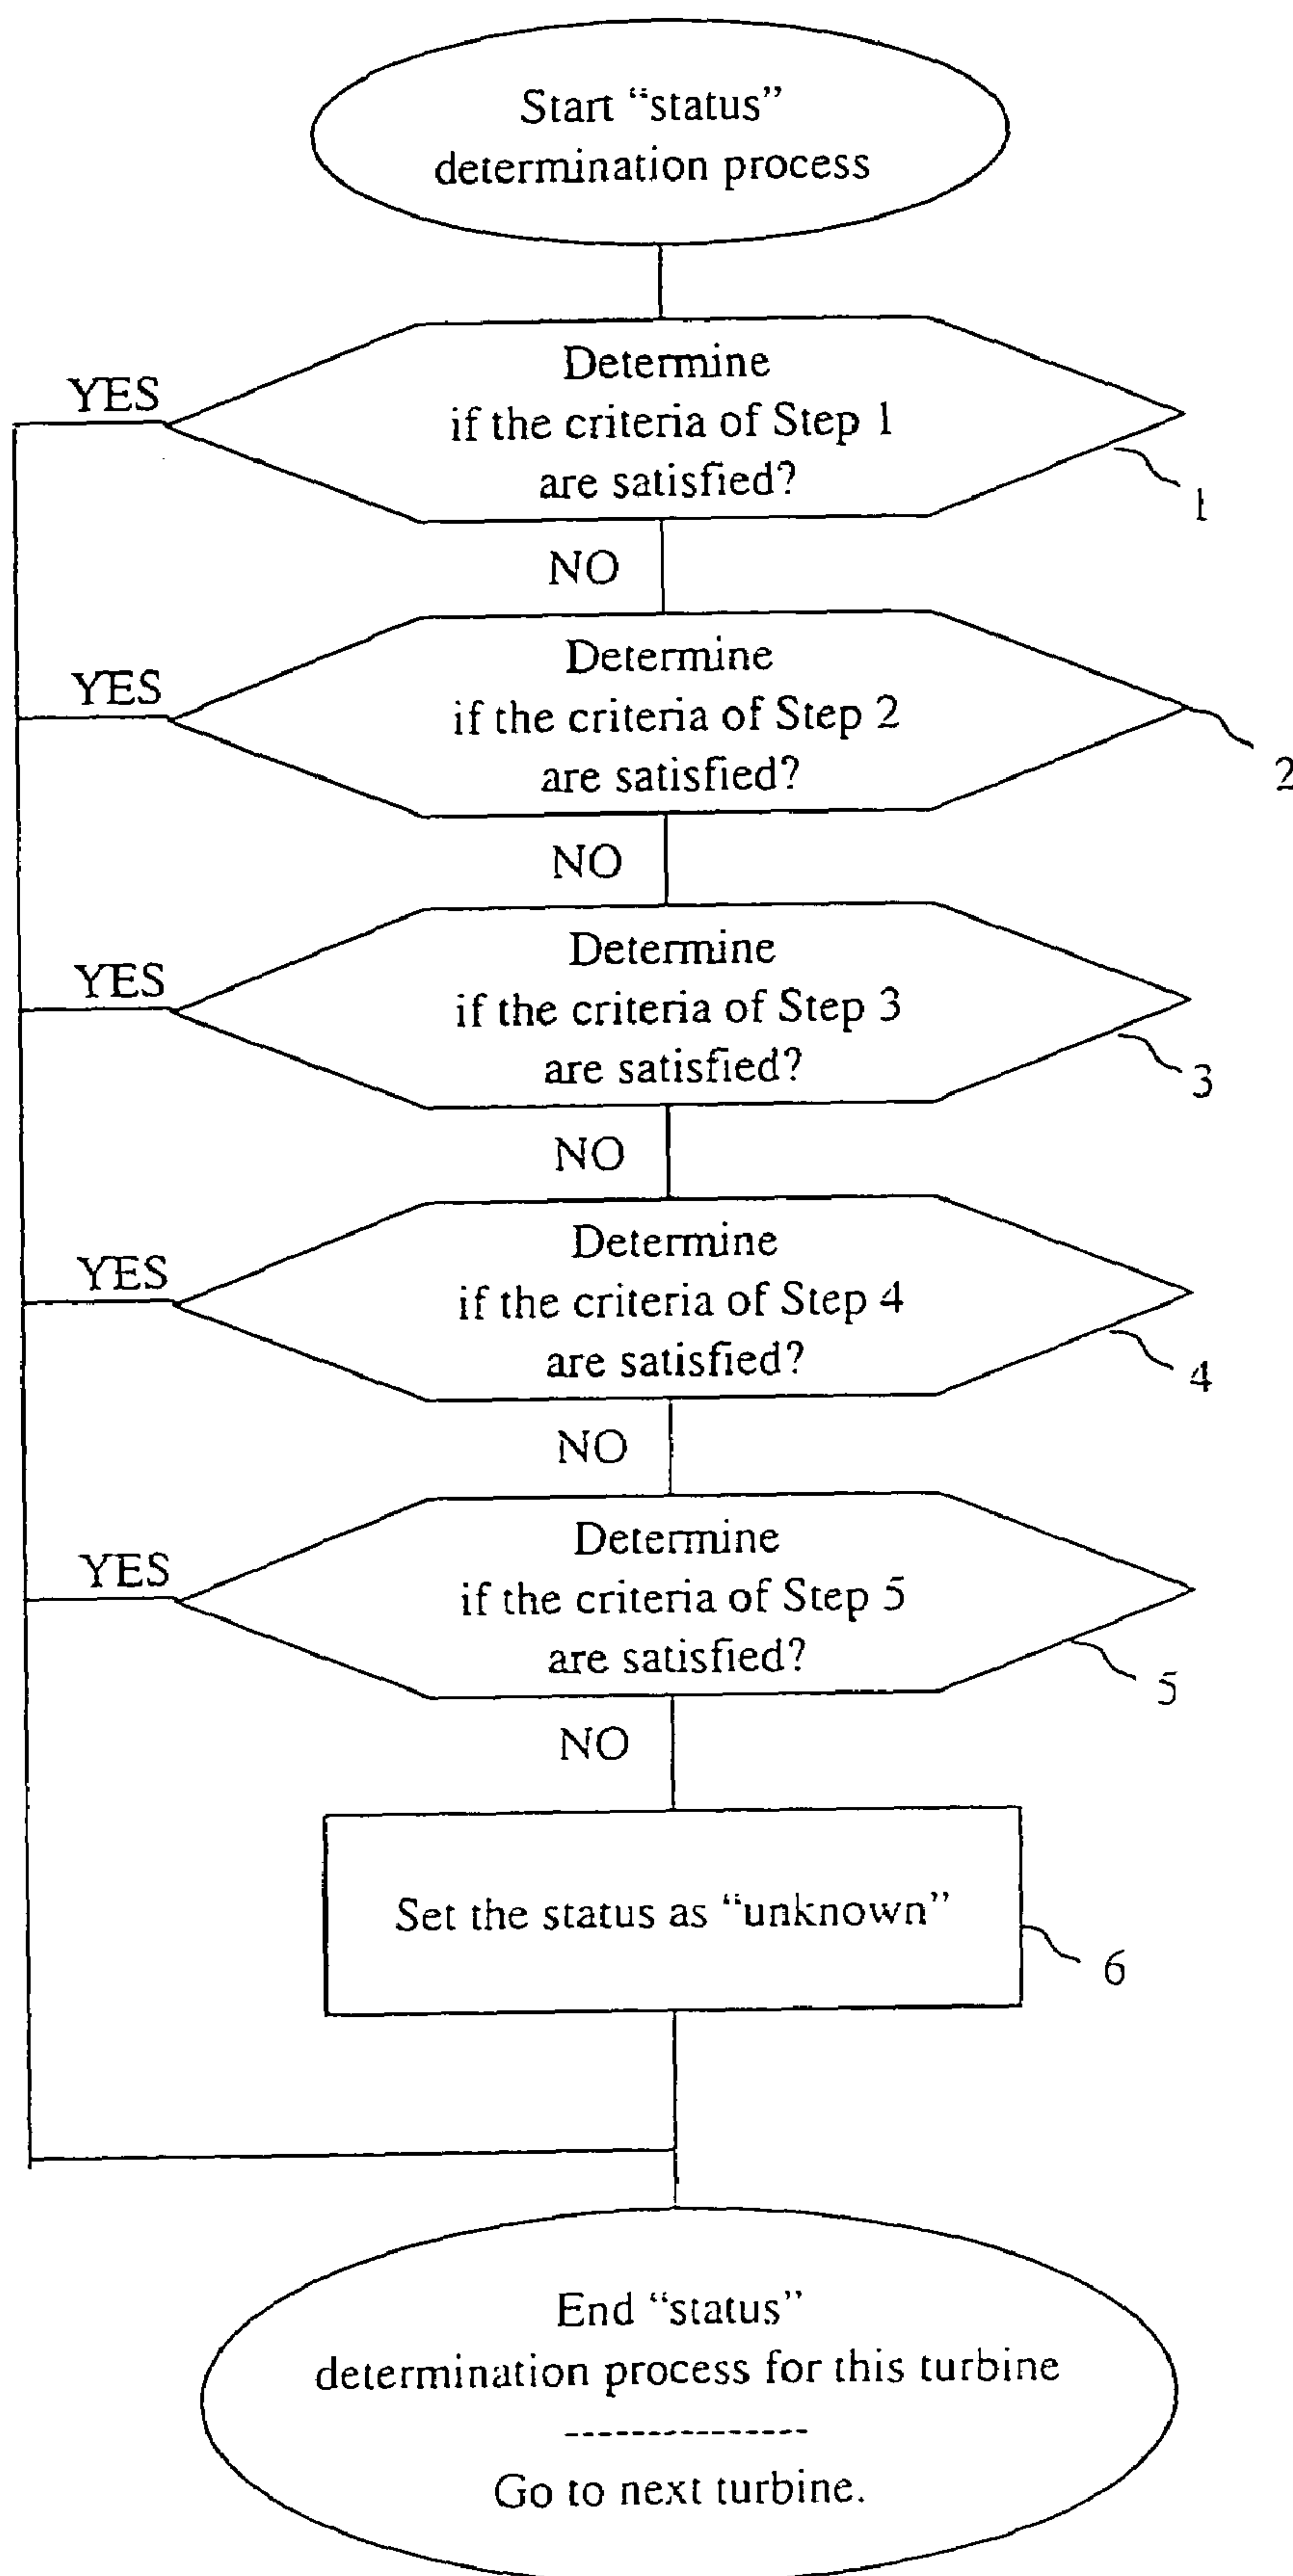 Start “status”
determination process
Determine
if the criteria of Step 1
are satisfied?
YES
1
NO
Determine
if the criteria of Step 2
are satisfied?
YES
2
NO
Determine
if the criteria of Step 3
are satisfied?
YES
3
NO
Determine
if the criteria of Step 4
are satisfied?
YES
4
NO
Determine
if the criteria of Step 5
are satisfied?
YES
5
NO
Set the status as “unknown”
6
End “status”
determination process for this turbine
---------------
Go to next turbine.